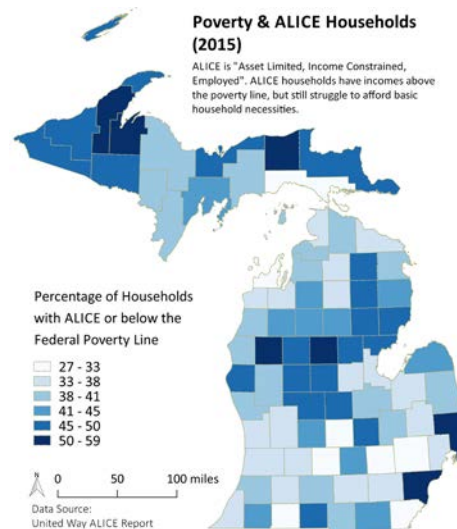 Poverty & ALICE Households
(2015)
ALICE is "Asset Limited, Income Constrained,
Employed". ALICE households have incomes above
the poverty line, but still struggle to afford basic
household necessities.
Percentage of Households
with ALICE or below the
Federal Poverty Line
27 - 33
33 - 38
38 - 41
41 - 45
45 - 50
50 - 59
N
0 50 100 miles
Data Source:
United Way ALICE Report